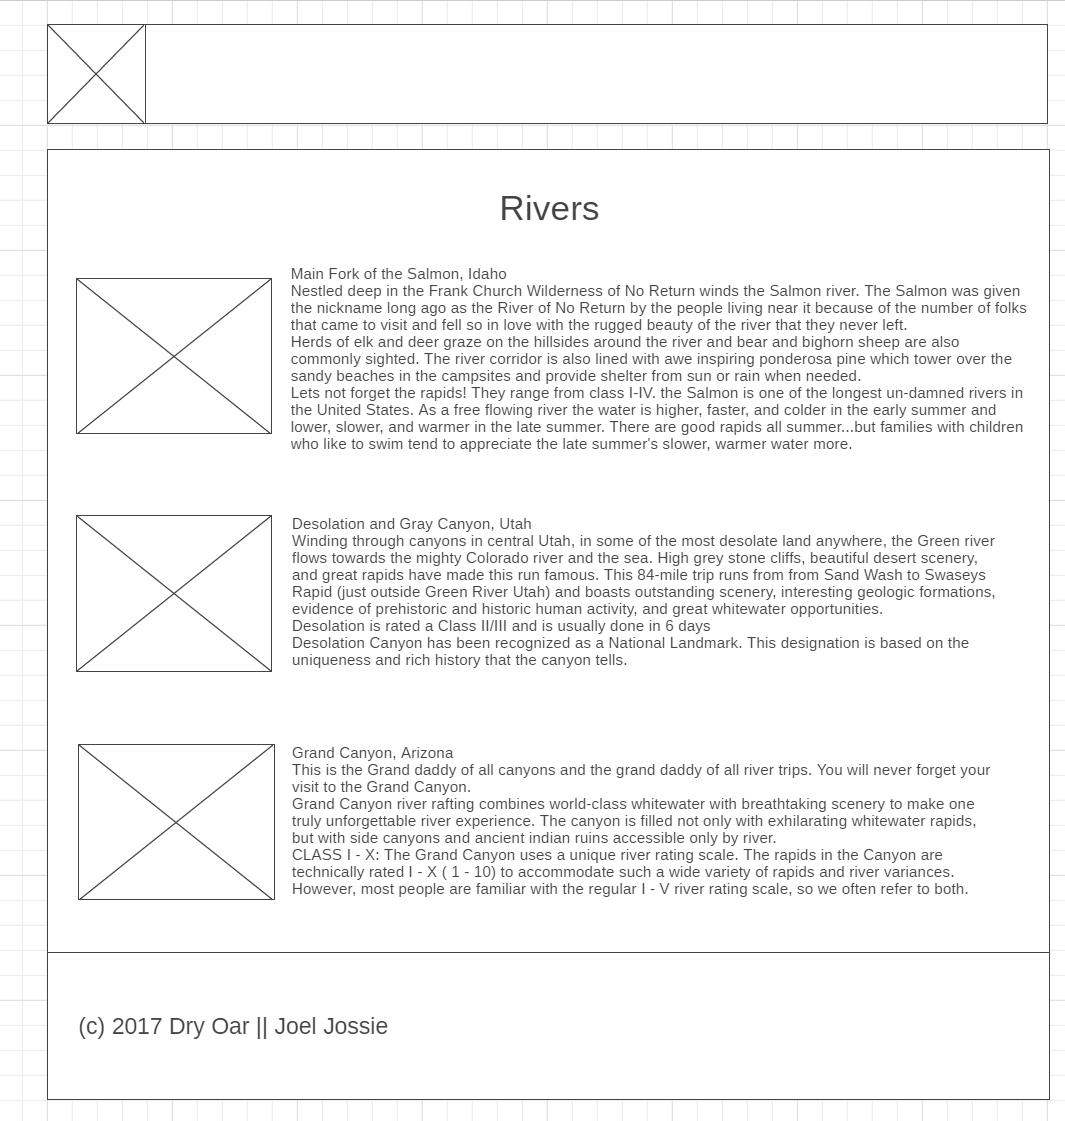 Rivers
Main Fork of the Salmon, Idaho
Nestled deep in the Frank Church Wilderness of No Return winds the Salmon river. The Salmon was given
the nickname long ago as the River of No Return by the people living near it because of the number of folks
that came to visit and fell so in love with the rugged beauty of the river that they never left.
Herds of elk and deer graze on the hillsides around the river and bear and bighorn sheep are also
commonly sighted. The river corridor is also lined with awe inspiring ponderosa pine which tower over the
sandy beaches in the campsites and provide shelter from sun or rain when needed.
Lets not forget the rapids! They range from class I-IV. the Salmon is one of the longest un-damned rivers in
the United States. As a free flowing river the water is higher, faster, and colder in the early summer and
lower, slower, and warmer in the late summer. There are good rapids all summer...but families with children
who like to swim tend to appreciate the late summer's slower, warmer water more.
Desolation and Gray Canyon, Utah
Winding through canyons in central Utah, in some of the most desolate land anywhere, the Green river
flows towards the mighty Colorado river and the sea. High grey stone cliffs, beautiful desert scenery,
and great rapids have made this run famous. This 84-mile trip runs from from Sand Wash to Swaseys
Rapid (just outside Green River Utah) and boasts outstanding scenery, interesting geologic formations,
evidence of prehistoric and historic human activity, and great whitewater opportunities.
Desolation is rated a Class II/III and is usually done in 6 days
Desolation Canyon has been recognized as a National Landmark. This designation is based on the
uniqueness and rich history that the canyon tells.
Grand Canyon, Arizona
This is the Grand daddy of all canyons and the grand daddy of all river trips. You will never forget your
visit to the Grand Canyon.
Grand Canyon river rafting combines world-class whitewater with breathtaking scenery to make one
truly unforgettable river experience. The canyon is filled not only with exhilarating whitewater rapids,
but with side canyons and ancient indian ruins accessible only by river.
CLASS I - X: The Grand Canyon uses a unique river rating scale. The rapids in the Canyon are
technically rated I - X ( 1 - 10) to accommodate such a wide variety of rapids and river variances.
However, most people are familiar with the regular I - V river rating scale, so we often refer to both.
(c) 2017 Dry Oar || Joel Jossie